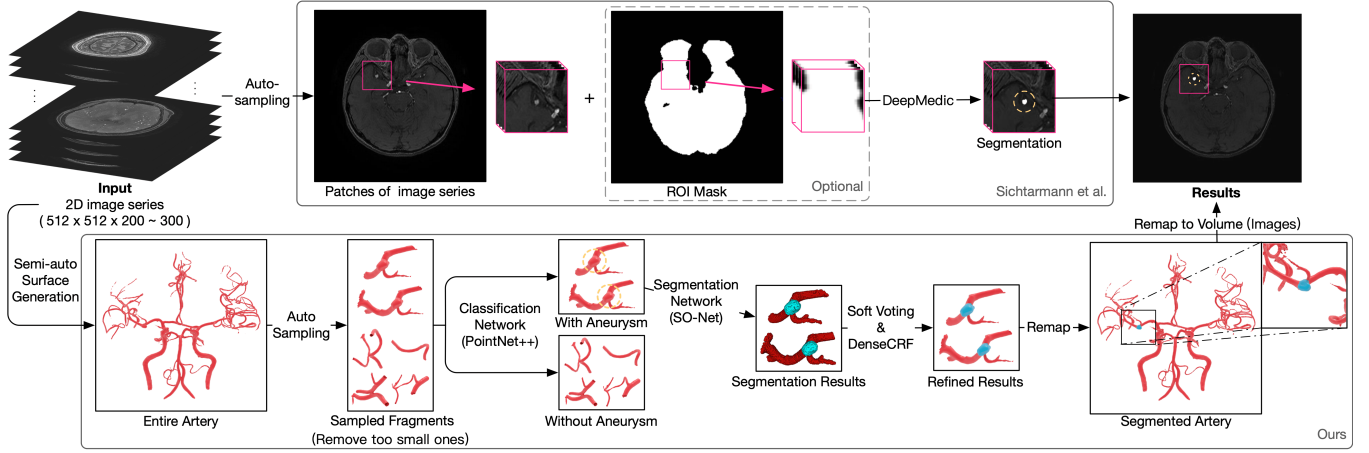 Auto-
sampling
Patches of image series
+
ROI Mask
Optional
DeepMedic
Segmentation
Sichtarmann et al.
Input
2D image series
( 512 x 512 x 200 ~ 300 )
Results
Remap to Volume (Images)
Semi-auto
Surface
Generation
Entire Artery
Auto
Sampling
Sampled Fragments
(Remove too small ones)
Classification
Network
(PointNet++)
With Aneurysm
Without Aneurysm
Segmentation
Network
(SO-Net)
Segmentation Results
Soft Voting
&
DenseCRF
Refined Results
Remap
Segmented Artery
Ours